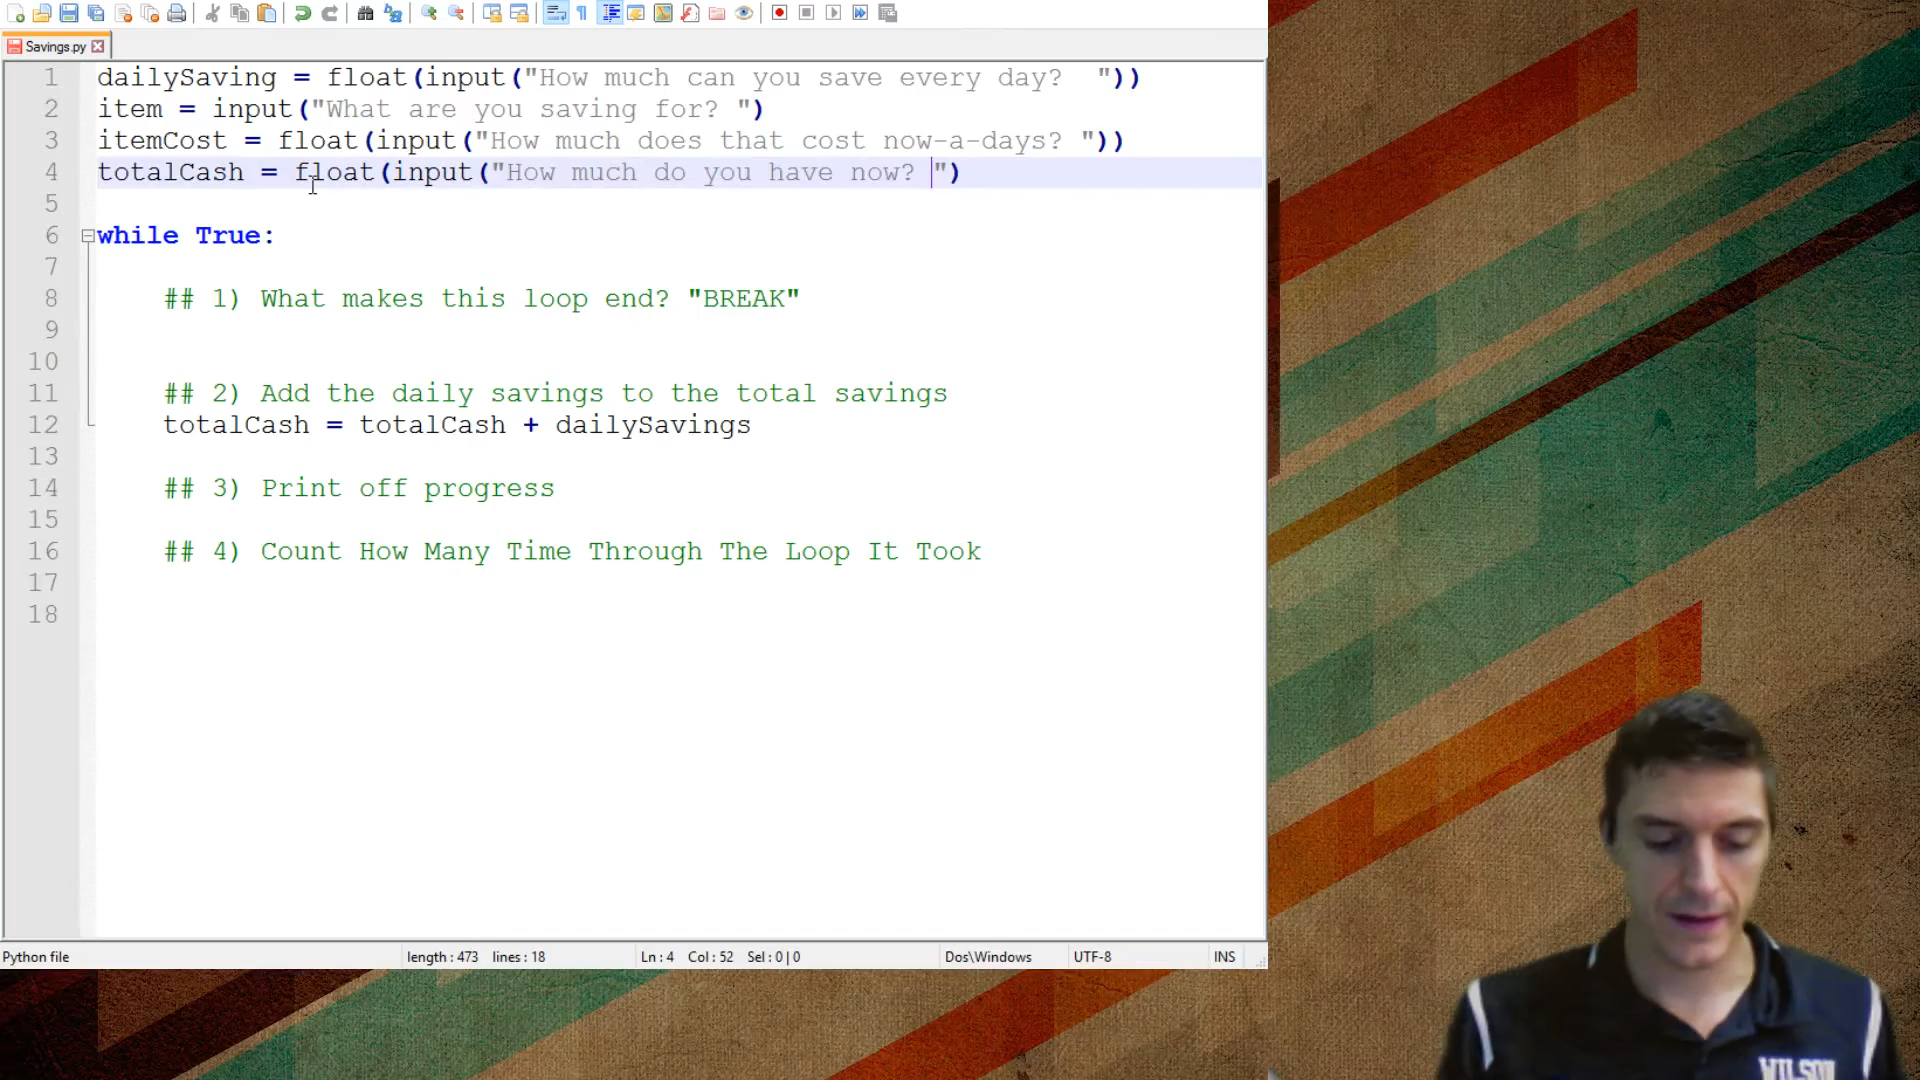 Savings.py
1 dailySaving = float(input("How much can you save every day?  "))
2 item = input("What are you saving for? ")
3 itemCost = float(input("How much does that cost now-a-days? "))
4 totalCash = float(input("How much do you have now? ")
5
6 while True:
7
8 ## 1) What makes this loop end? "BREAK"
9
10
11 ## 2) Add the daily savings to the total savings
12 totalCash = totalCash + dailySavings
13
14 ## 3) Print off progress
15
16 ## 4) Count How Many Time Through The Loop It Took
17
18
Python file length : 473 lines : 18 Ln : 4 Col : 52 Sel : 0 | 0 Dos\Windows UTF-8 INS
WILSON